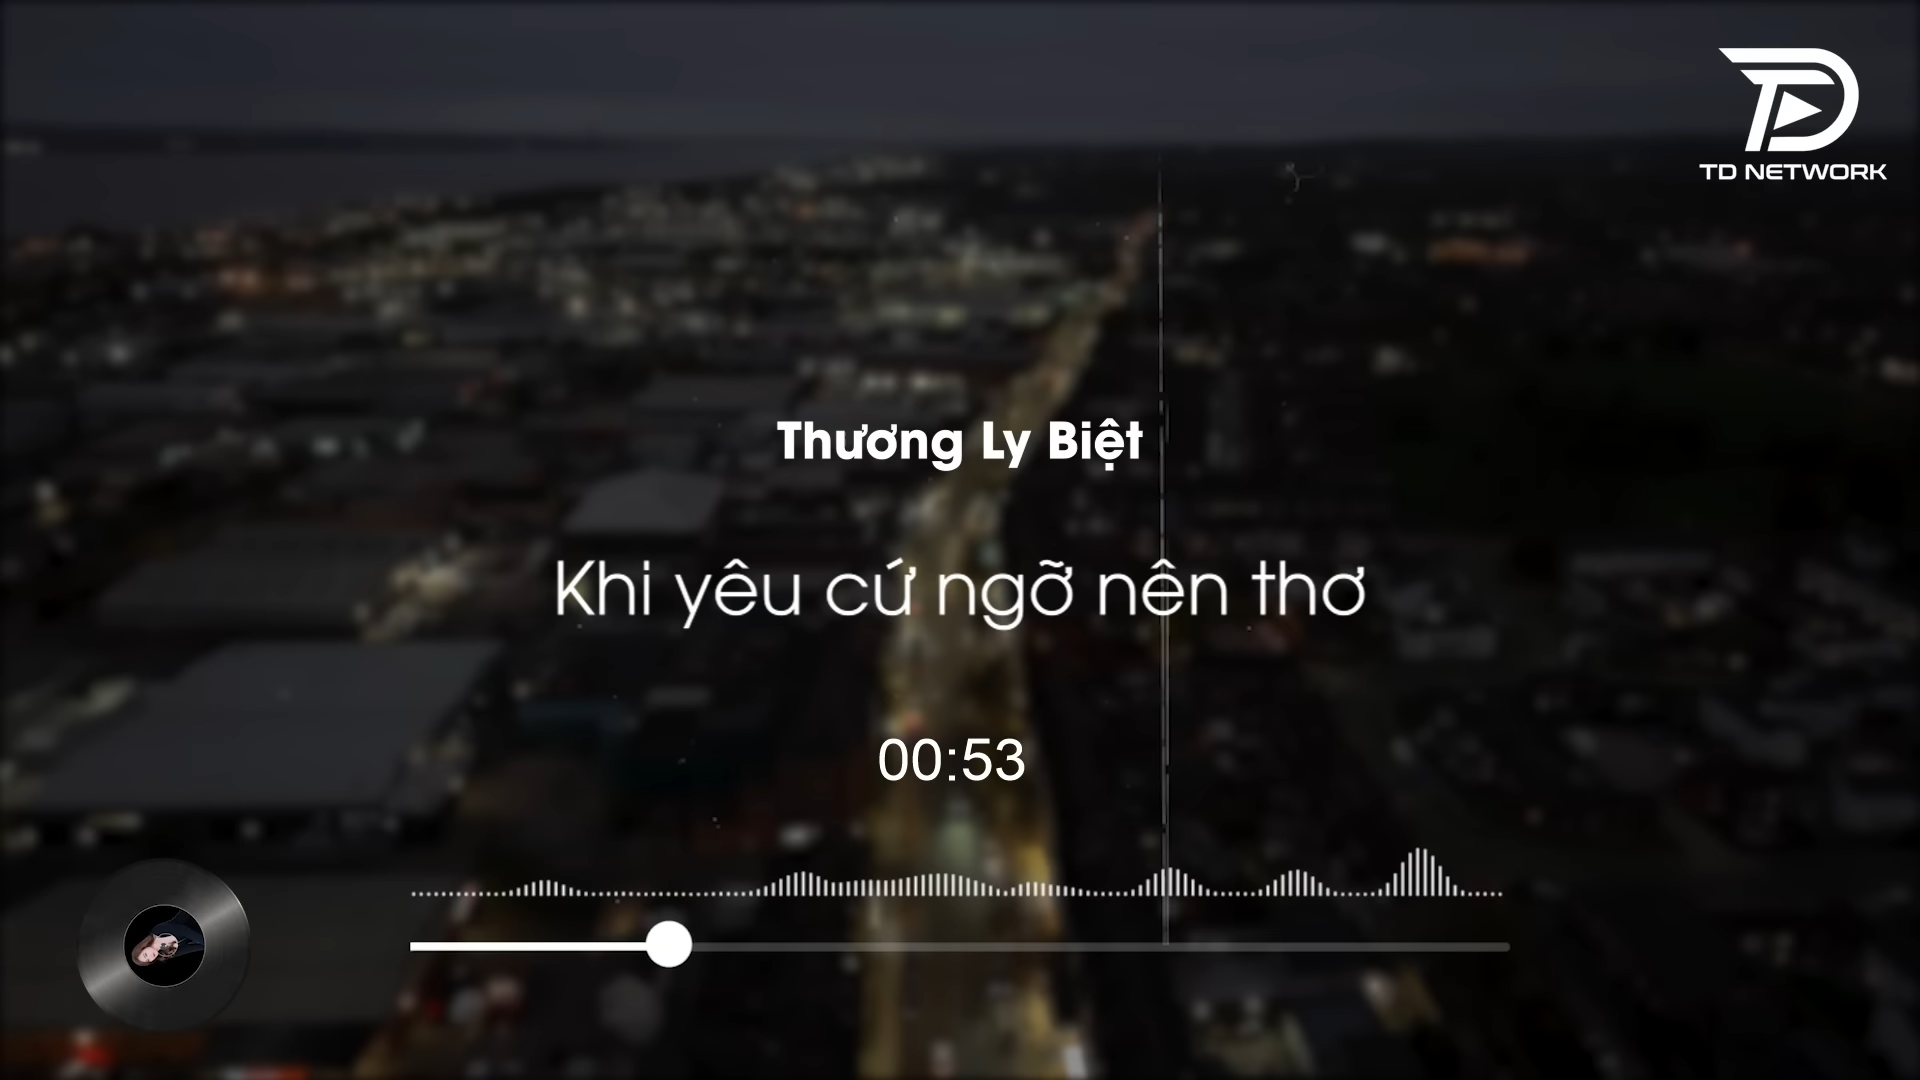 TD NETWORK
Thương Ly Biệt
Khi yêu cứ ngỡ nên thơ
00:53